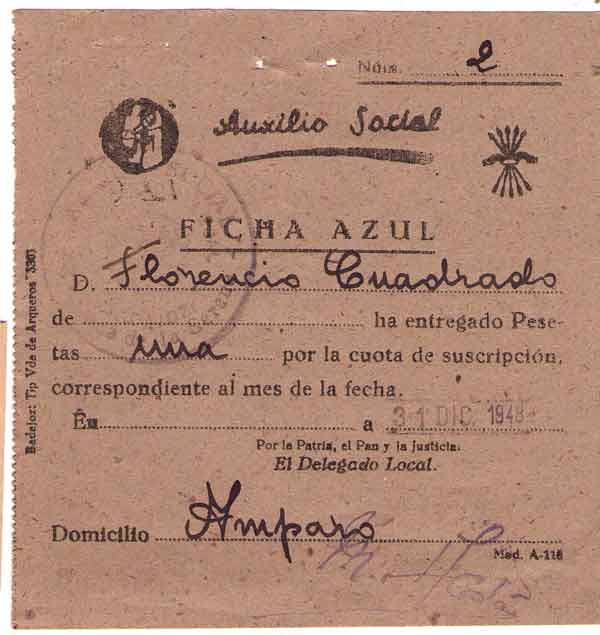 Núm. 2
Auxilio Social
FICHA AZUL
D. Florencio Cuadrado
de ha entregado Pese-
tas una por la cuota de suscripción,
correspondiente al mes de la fecha.
En a 31 DIC. 1948
Por la Patria, el Pan y la Justicia.
El Delegado Local.
Domicilio Amparo
Mod. A-116
Badajoz: Tip Vda de Arqueros